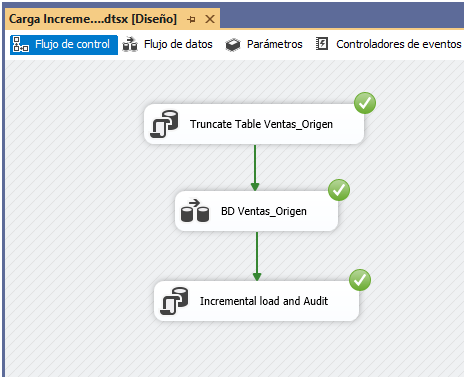 Carga Increme....dtsx [Diseño]
Flujo de control Flujo de datos Parámetros Controladores de eventos
Truncate Table Ventas_Origen
BD Ventas_Origen
Incremental load and Audit